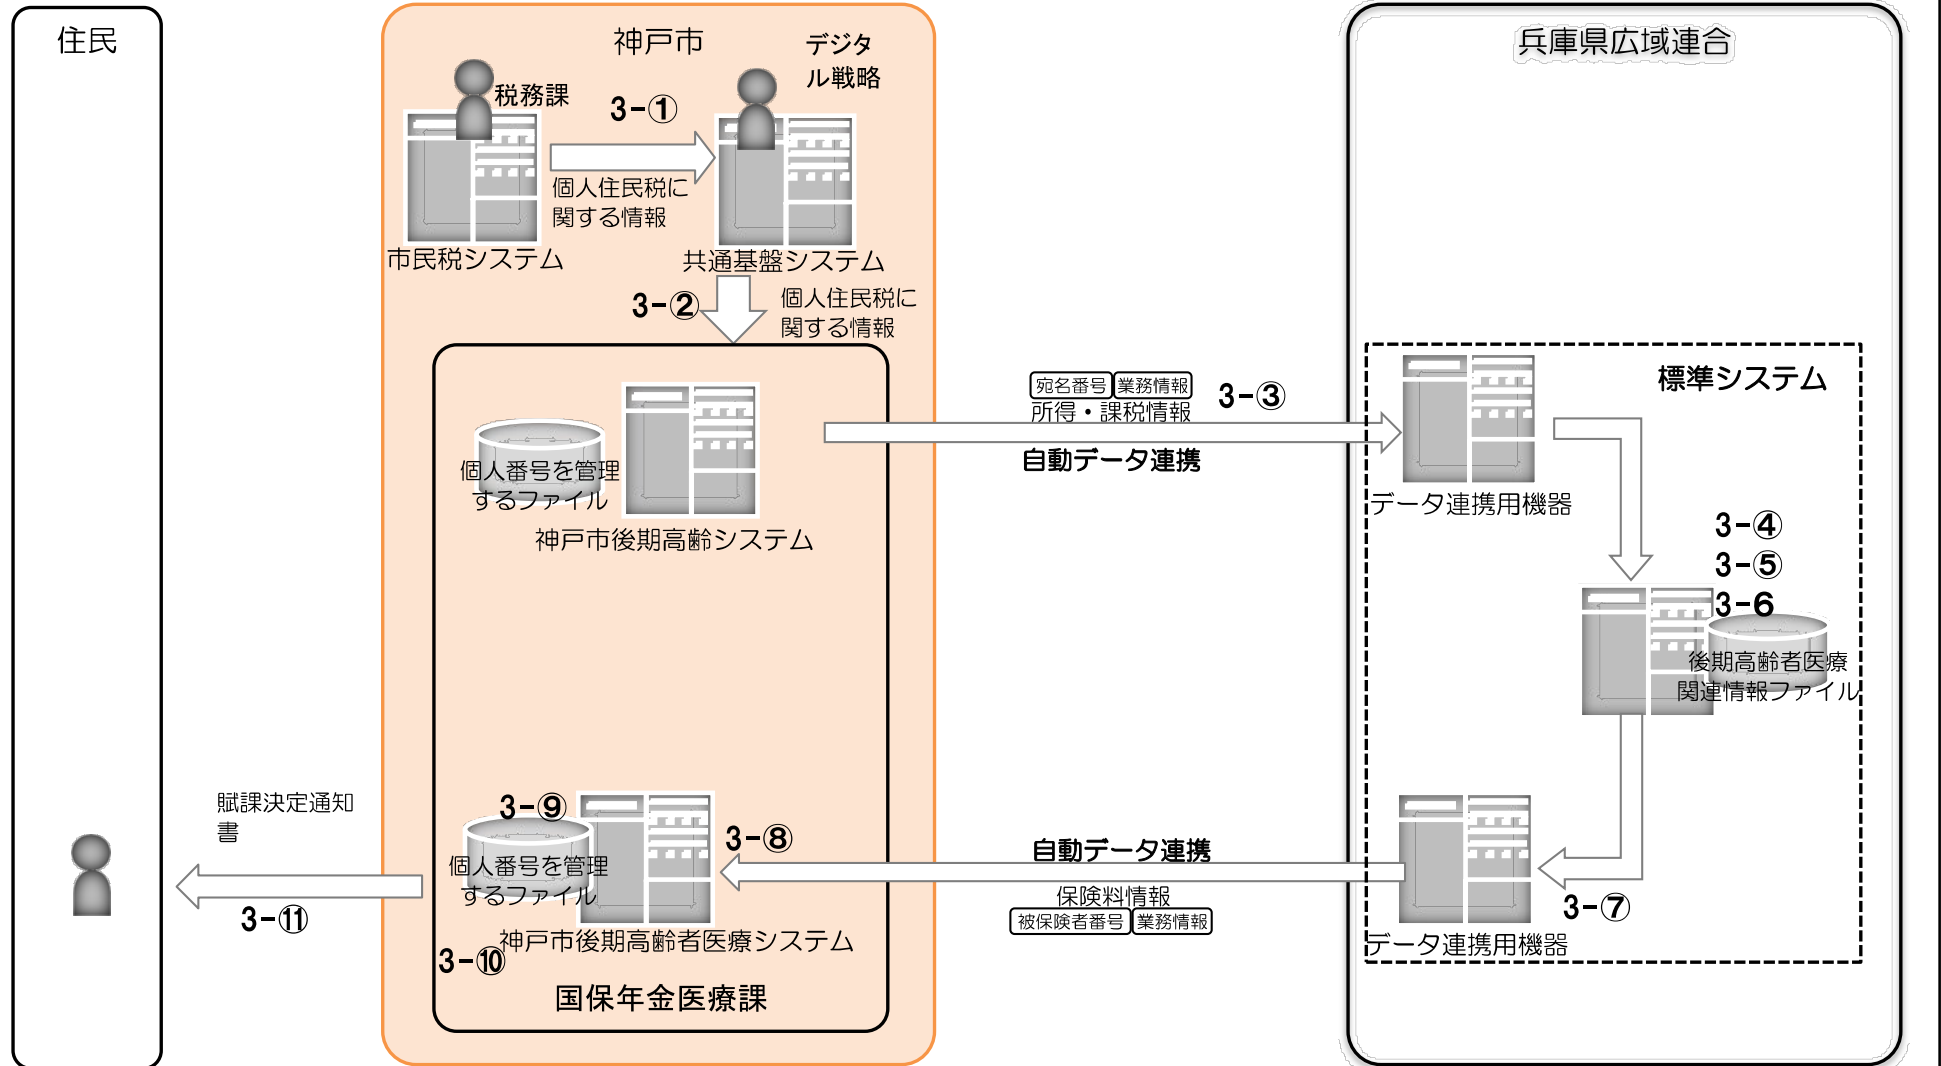 住民
神戸市
デジタ
ル戦略
兵庫県広域連合
税務課
3-①
個人住民税に
関する情報
市民税システム
共通基盤システム
3-②
個人住民税に
関する情報
宛名番号 業務情報
所得・課税情報
3-③
自動データ連携
標準システム
個人番号を管理
するファイル
神戸市後期高齢システム
データ連携用機器
3-④
3-⑤
3-6
後期高齢者医療
関連情報ファイル
賦課決定通知
書
3-⑪
3-⑨
3-⑧
個人番号を管理
するファイル
神戸市後期高齢者医療システム
3-⑩
国保年金医療課
自動データ連携
保険料情報
被保険者番号 業務情報
3-⑦
データ連携用機器